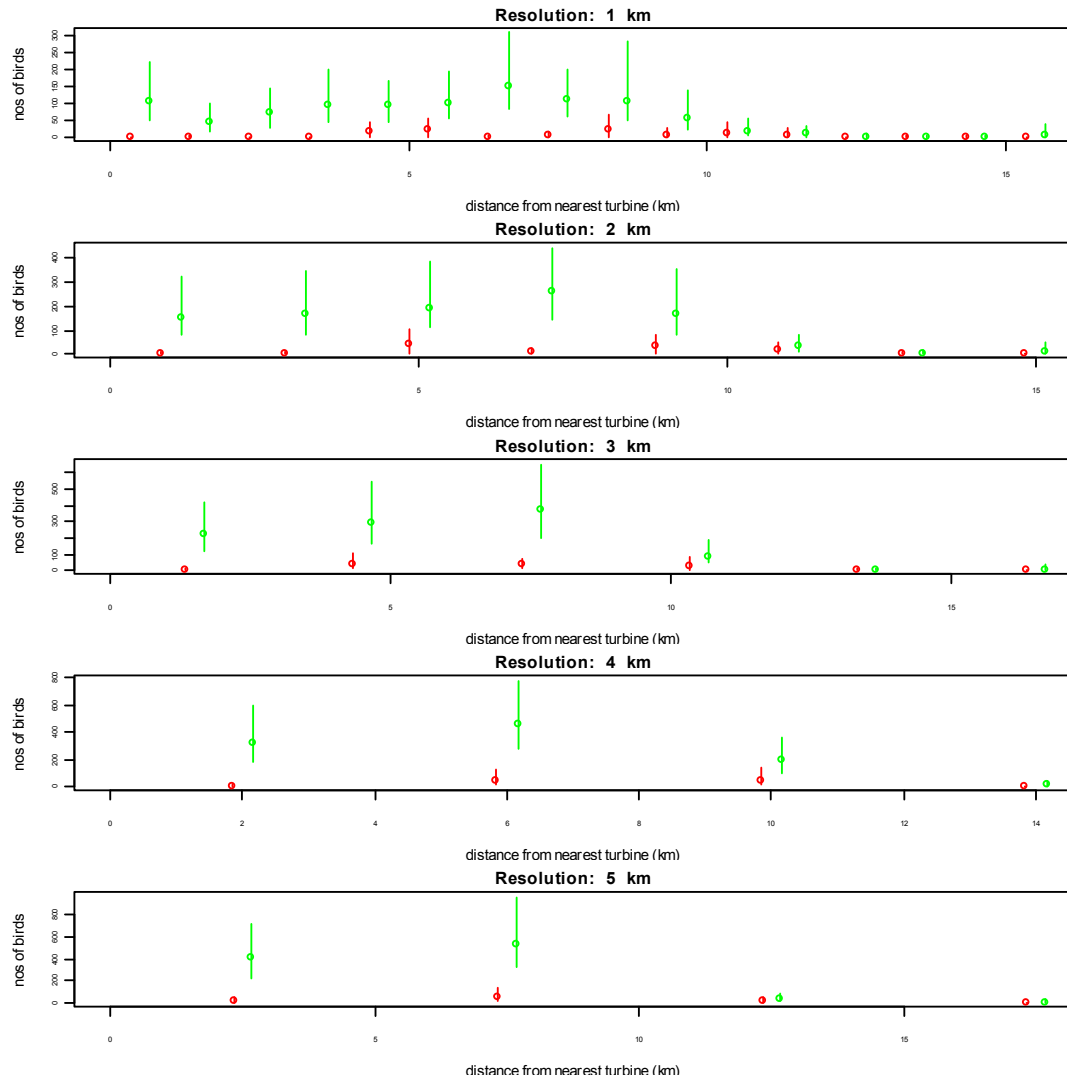 Resolution: 1 km
nos of birds
0 50 100 150 200 250 300
0 5 10 15
distance from nearest turbine (km)
Resolution: 2 km
nos of birds
0 100 200 300 400
0 5 10 15
distance from nearest turbine (km)
Resolution: 3 km
nos of birds
0 100 300 500
0 5 10 15
distance from nearest turbine (km)
Resolution: 4 km
nos of birds
0 200 400 600 800
0 2 4 6 8 10 12 14
distance from nearest turbine (km)
Resolution: 5 km
nos of birds
0 200 400 600 800
0 5 10 15
distance from nearest turbine (km)